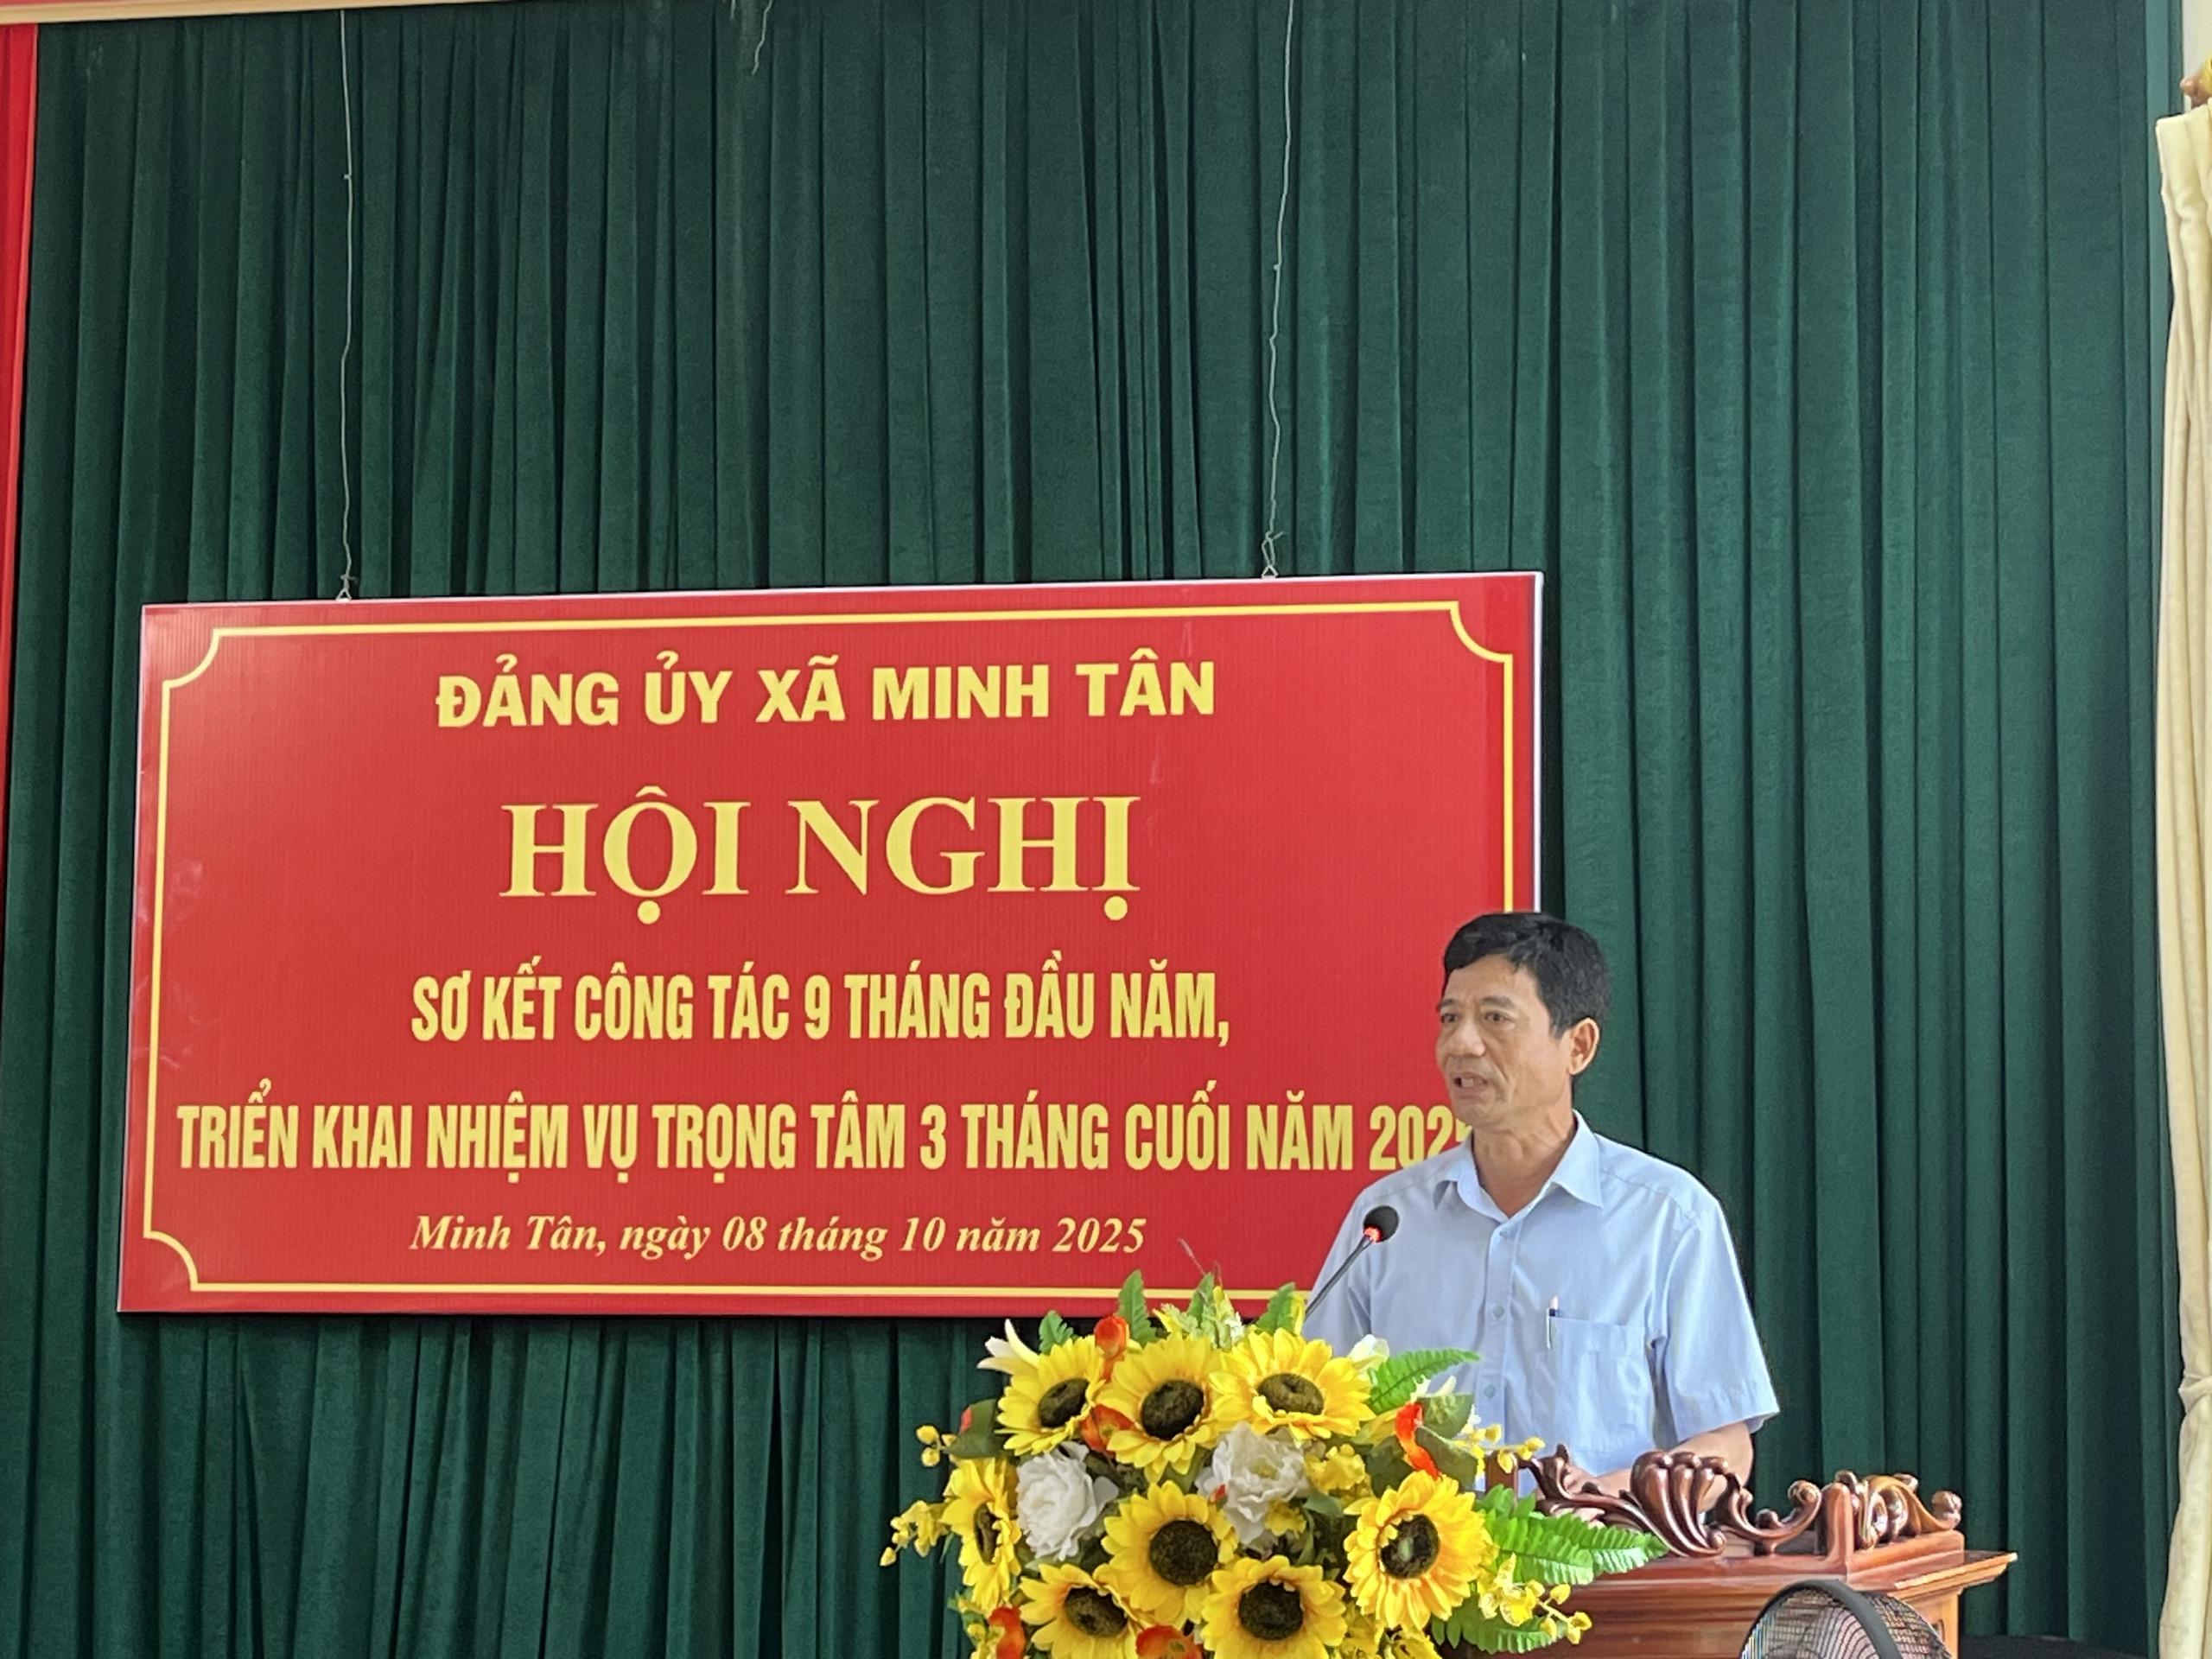 ĐẢNG ỦY XÃ MINH TÂN
HỘI NGHỊ
SƠ KẾT CÔNG TÁC 9 THÁNG ĐẦU NĂM,
TRIỂN KHAI NHIỆM VỤ TRỌNG TÂM 3 THÁNG CUỐI NĂM 2025
Minh Tân, ngày 08 tháng 10 năm 2025